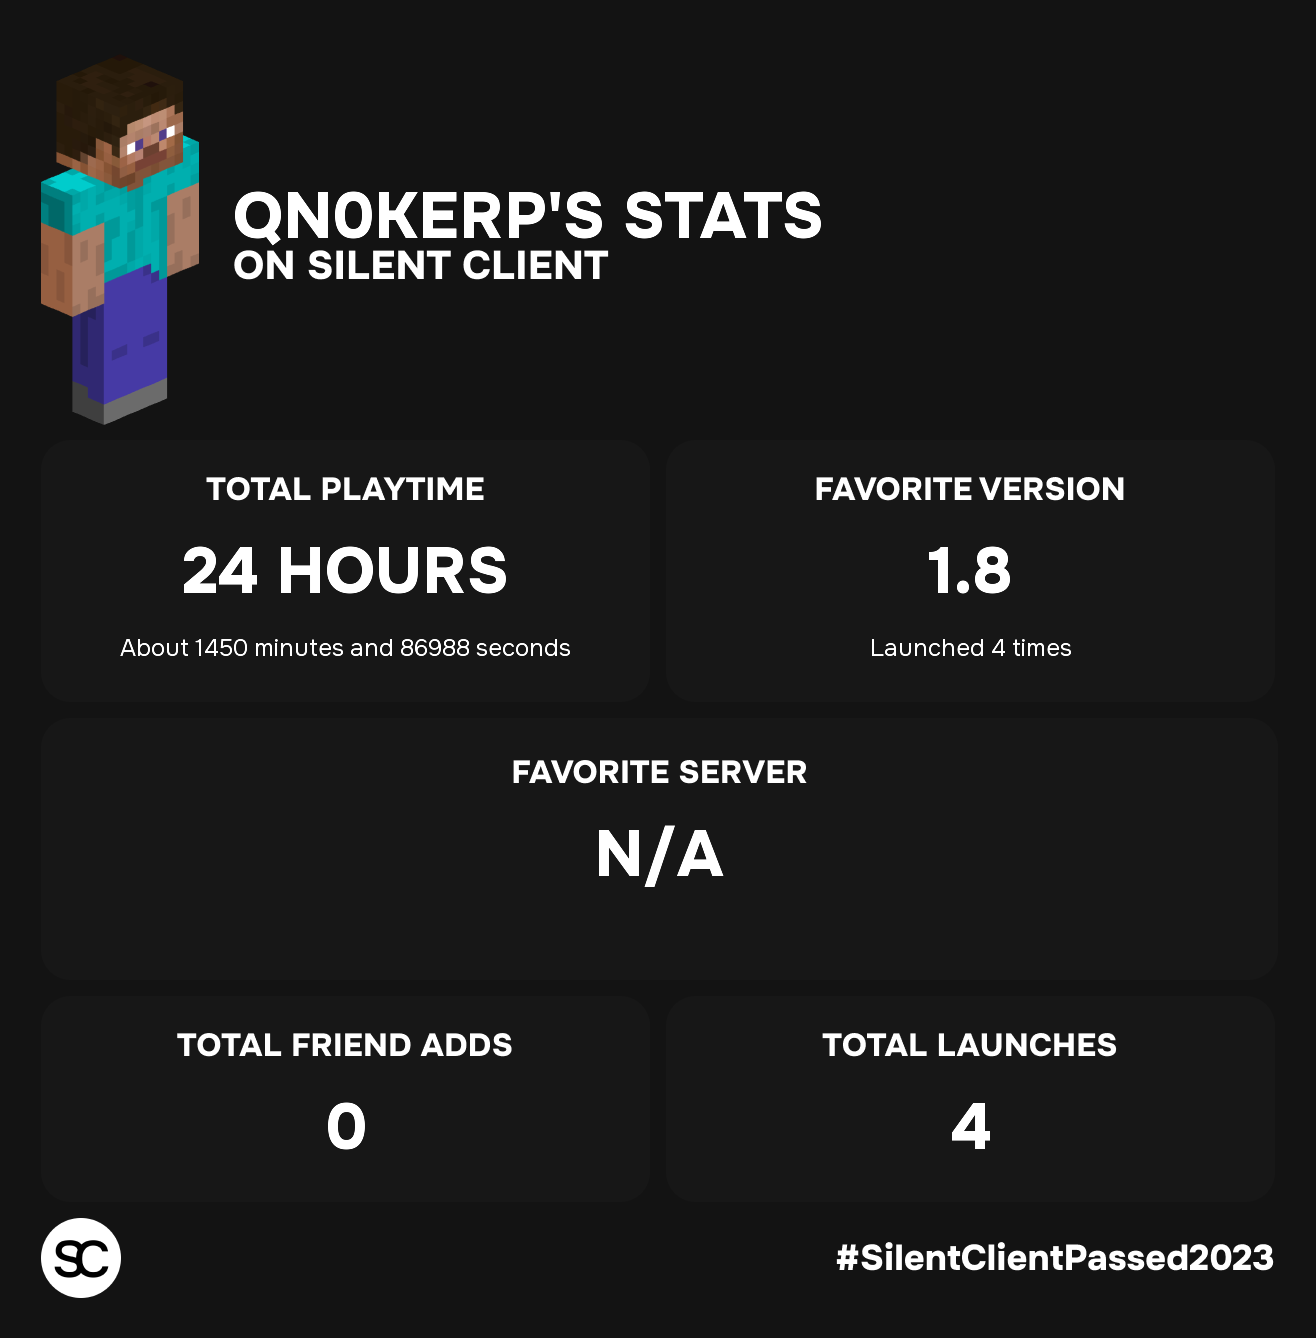 QN0KERP'S STATS
ON SILENT CLIENT
TOTAL PLAYTIME
24 HOURS
About 1450 minutes and 86988 seconds
FAVORITE VERSION
1.8
Launched 4 times
FAVORITE SERVER
N/A
TOTAL FRIEND ADDS
0
TOTAL LAUNCHES
4
SC
#SilentClientPassed2023